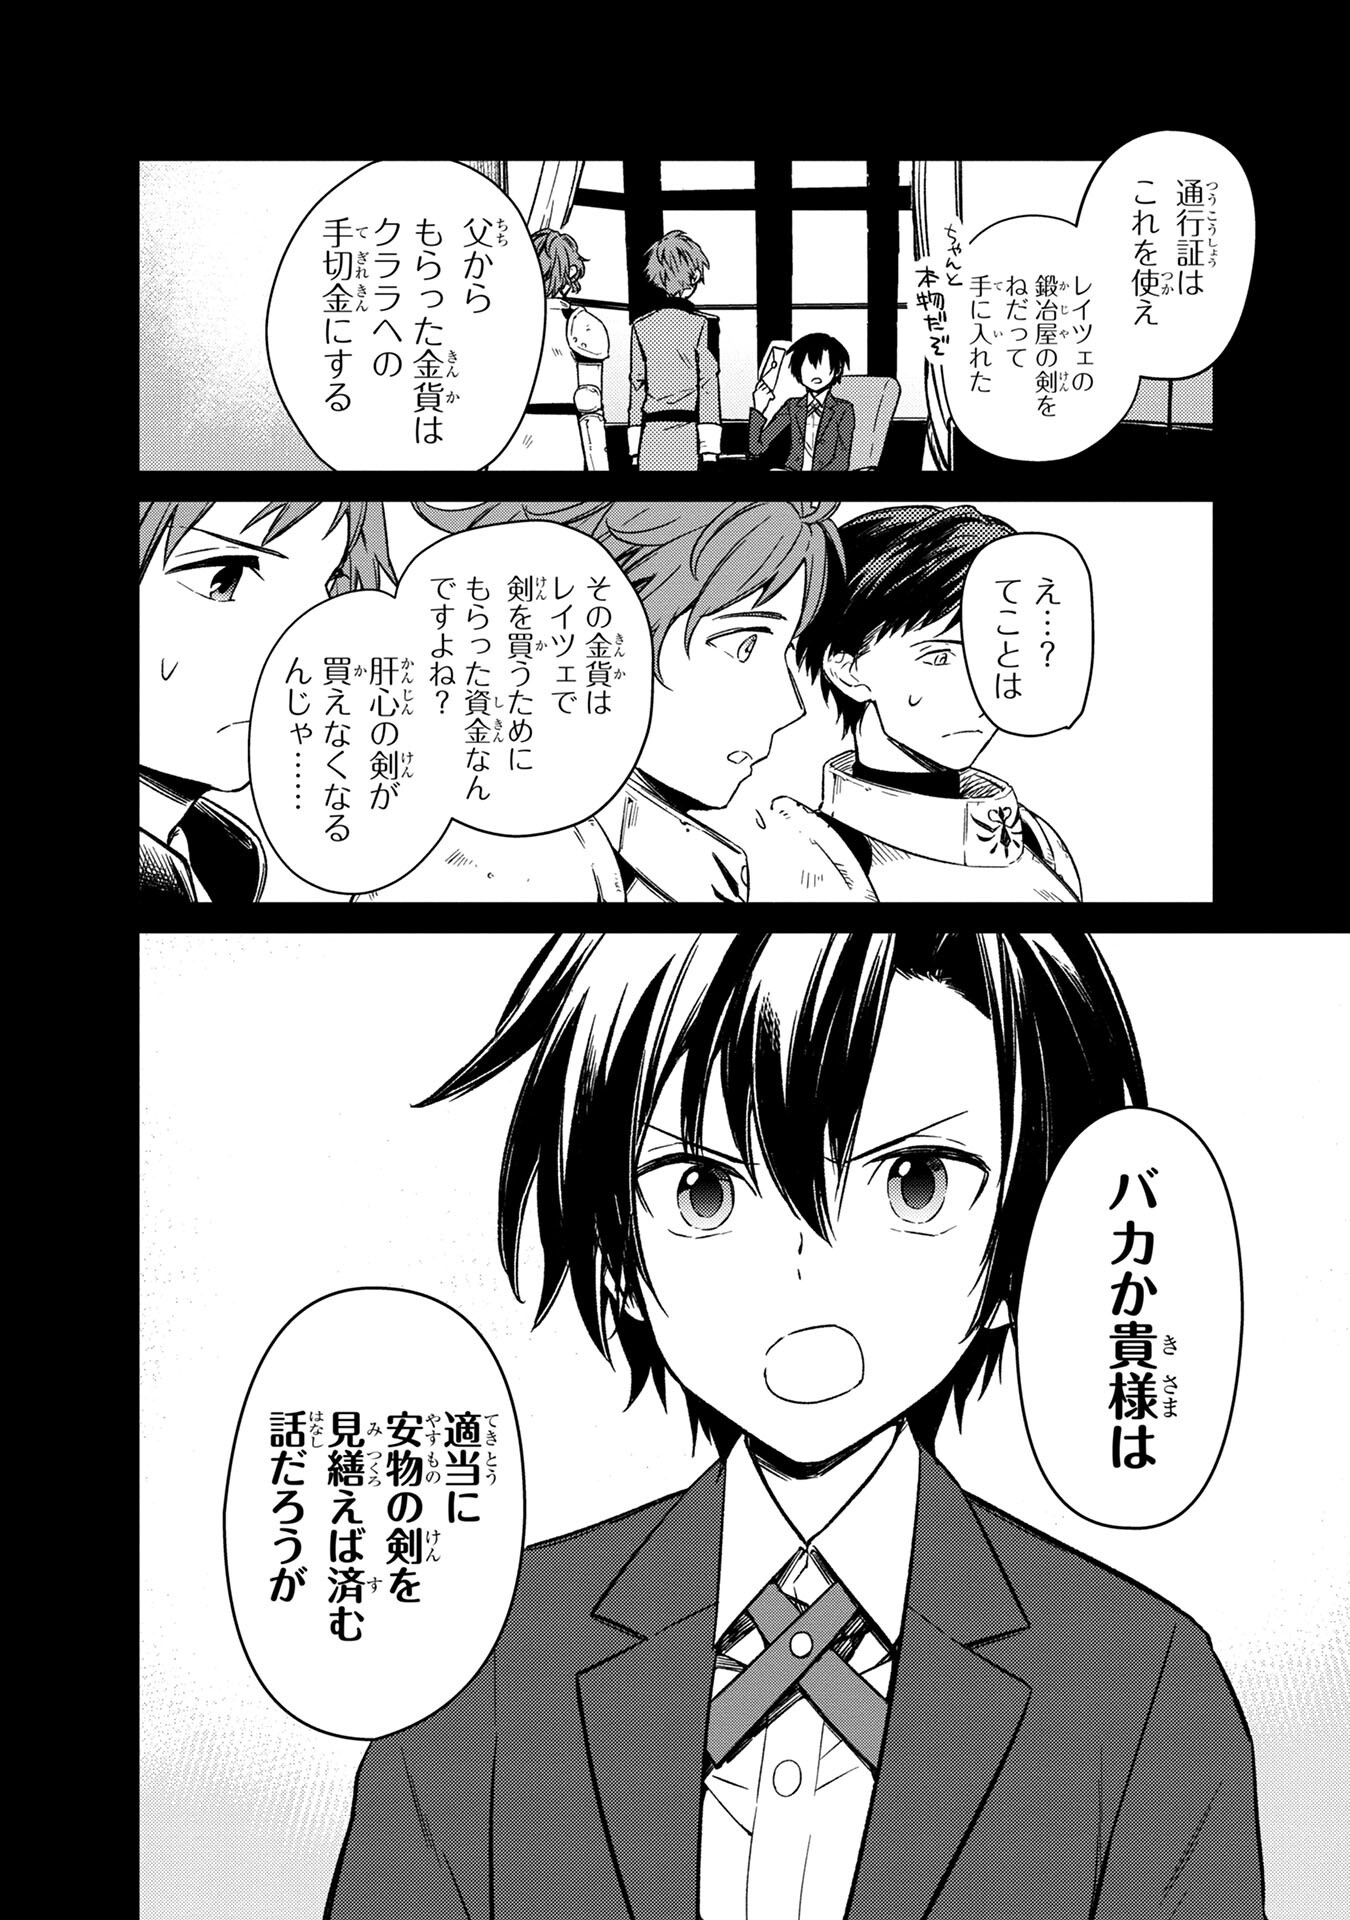 通行証は
これを使え
レイツェの
鍛冶屋の剣を
ねだって
手に入れた
ちゃんと
本物だぞ
父から
もらった金貨は
クララへの
手切金にする
え…?
てことは
その金貨は
レイツェで
剣を買うために
もらった資金なん
ですよね?
肝心の剣が
買えなくなる
んじゃ……
バカか貴様は
適当に
安物の剣を
見繕えば済む
話だろうが